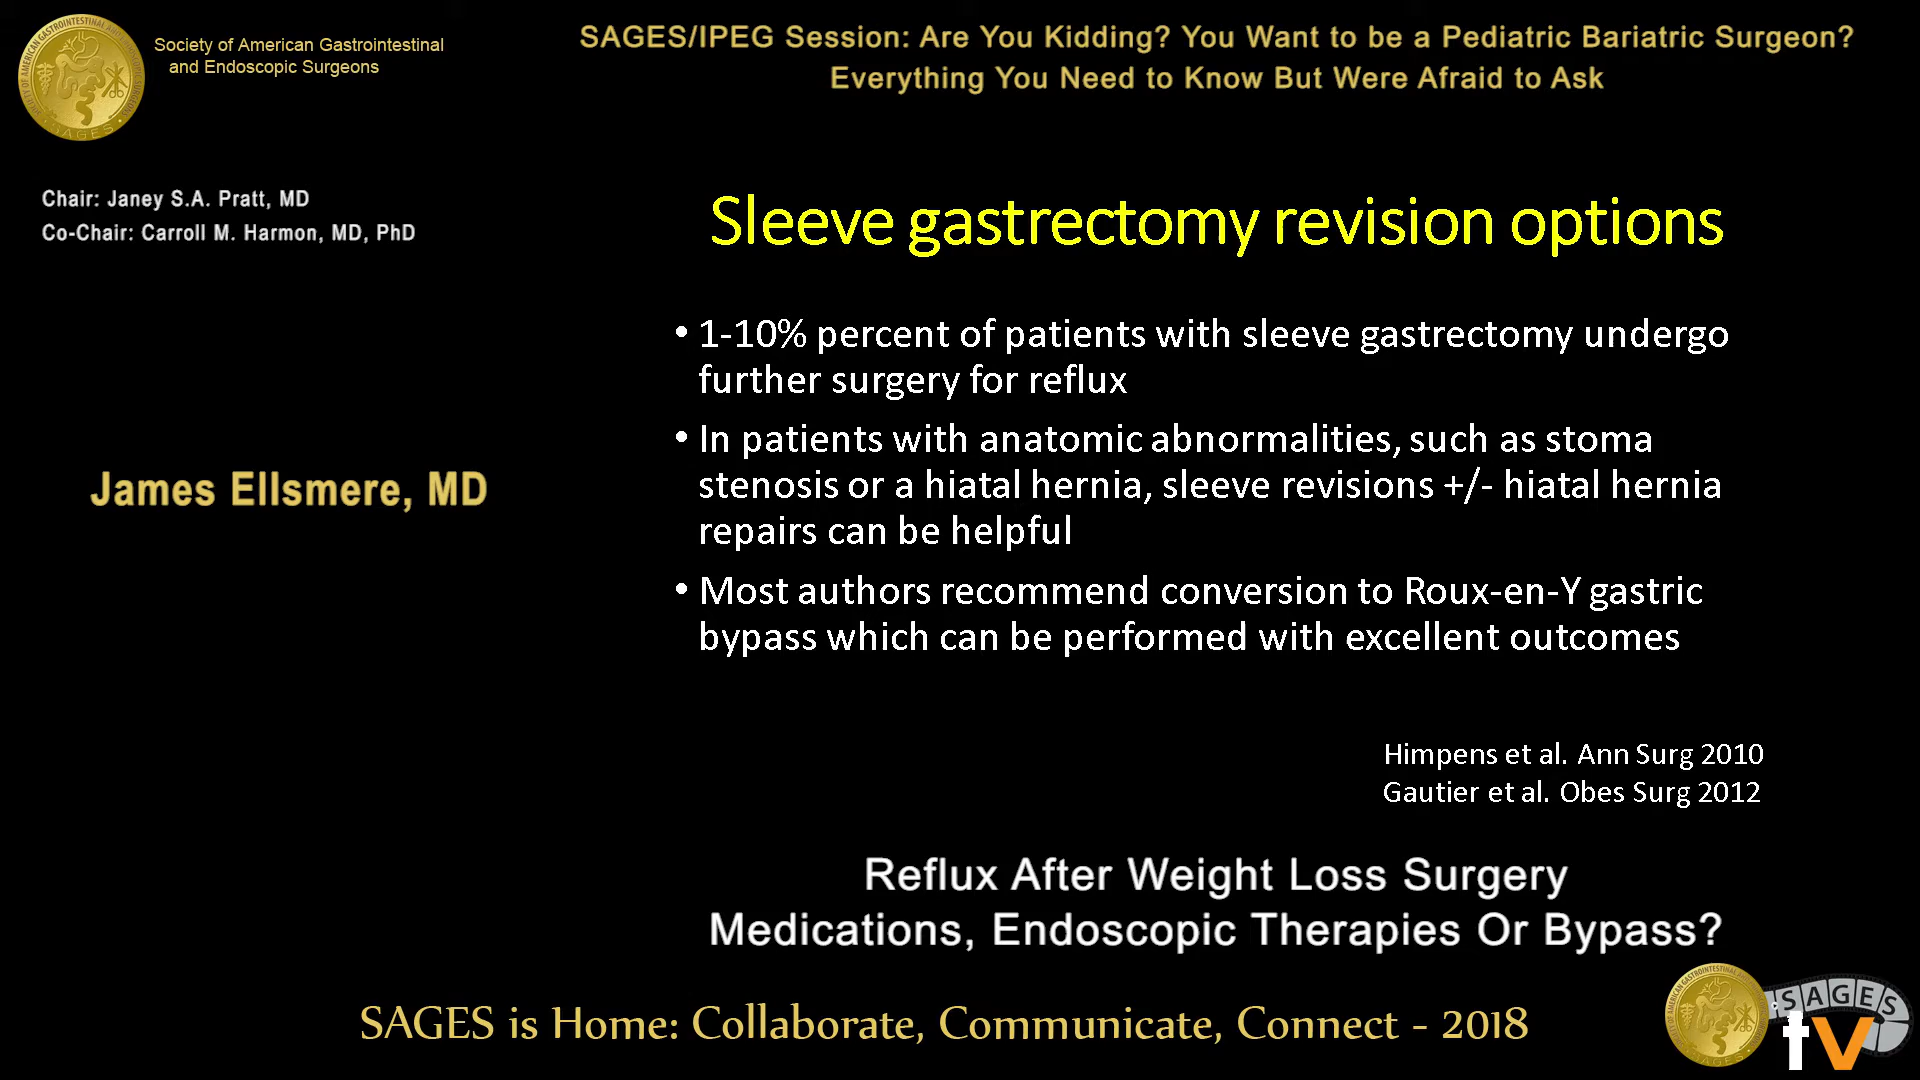 Society of American Gastrointestinal
and Endoscopic Surgeons
SAGES/IPEG Session: Are You Kidding? You Want to be a Pediatric Bariatric Surgeon?
Everything You Need to Know But Were Afraid to Ask
Chair: Janey S.A. Pratt, MD
Co-Chair: Carroll M. Harmon, MD, PhD
James Ellsmere, MD
Sleeve gastrectomy revision options
• 1-10% percent of patients with sleeve gastrectomy undergo
further surgery for reflux
• In patients with anatomic abnormalities, such as stoma
stenosis or a hiatal hernia, sleeve revisions +/- hiatal hernia
repairs can be helpful
• Most authors recommend conversion to Roux-en-Y gastric
bypass which can be performed with excellent outcomes
Himpens et al. Ann Surg 2010
Gautier et al. Obes Surg 2012
Reflux After Weight Loss Surgery
Medications, Endoscopic Therapies Or Bypass?
SAGES is Home: Collaborate, Communicate, Connect - 2018
SAGES
tv